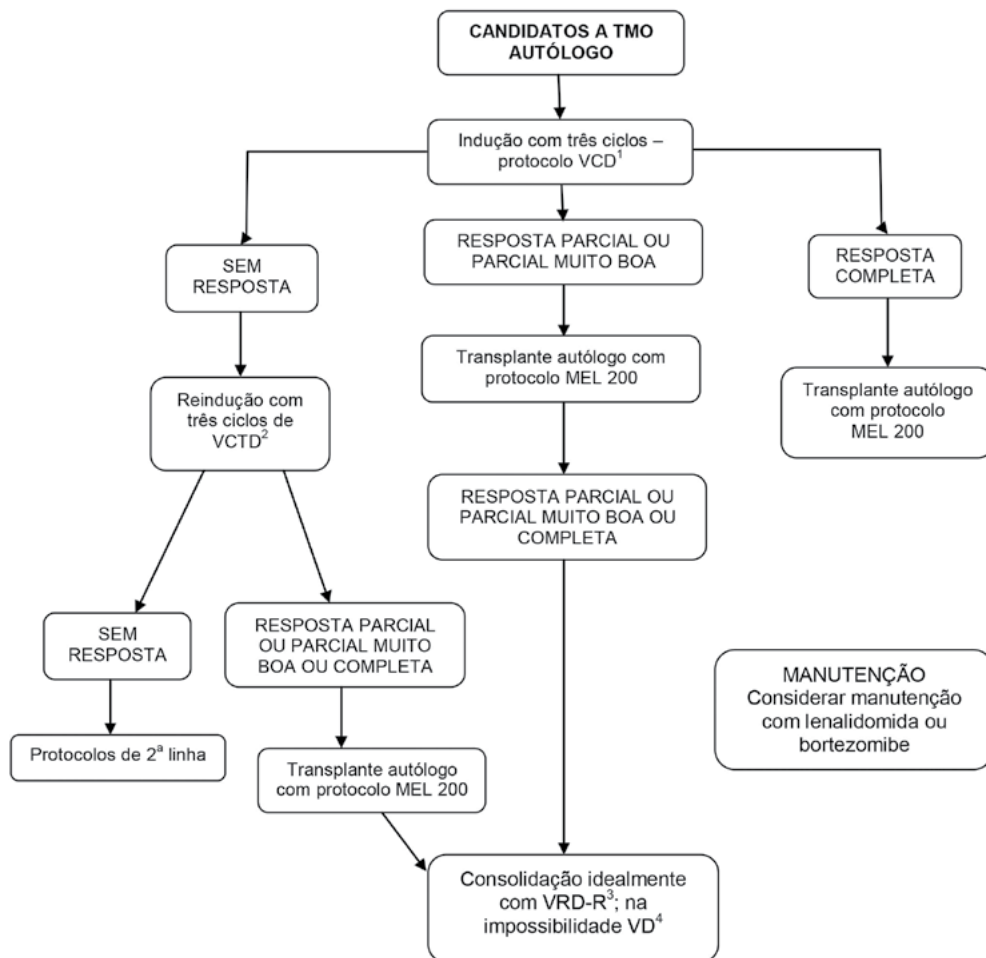 CANDIDATOS A TMO
AUTÓLOGO
Indução com três ciclos –
protocolo VCD¹
SEM
RESPOSTA
RESPOSTA PARCIAL OU
PARCIAL MUITO BOA
RESPOSTA
COMPLETA
Reindução com
três ciclos de
VCTD²
Transplante autólogo com
protocolo MEL 200
Transplante autólogo
com protocolo
MEL 200
RESPOSTA PARCIAL OU
PARCIAL MUITO BOA OU
COMPLETA
SEM
RESPOSTA
RESPOSTA PARCIAL
OU PARCIAL MUITO
BOA OU COMPLETA
MANUTENÇÃO
Considerar manutenção
com lenalidomida ou
bortezomibe
Protocolos de 2ª linha
Transplante autólogo
com protocolo MEL 200
Consolidação idealmente
com VRD-R³; na
impossibilidade VD⁴